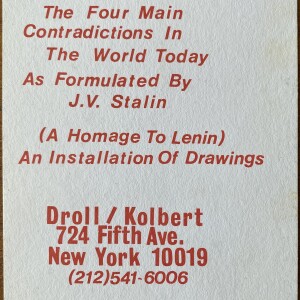 The Four Main
Contradictions In
The World Today
As Formulated By
J.V. Stalin
(A Homage To Lenin)
An Installation Of Drawings
Droll/Kolbert
724 Fifth Ave.
New York 10019
(212)541-6006